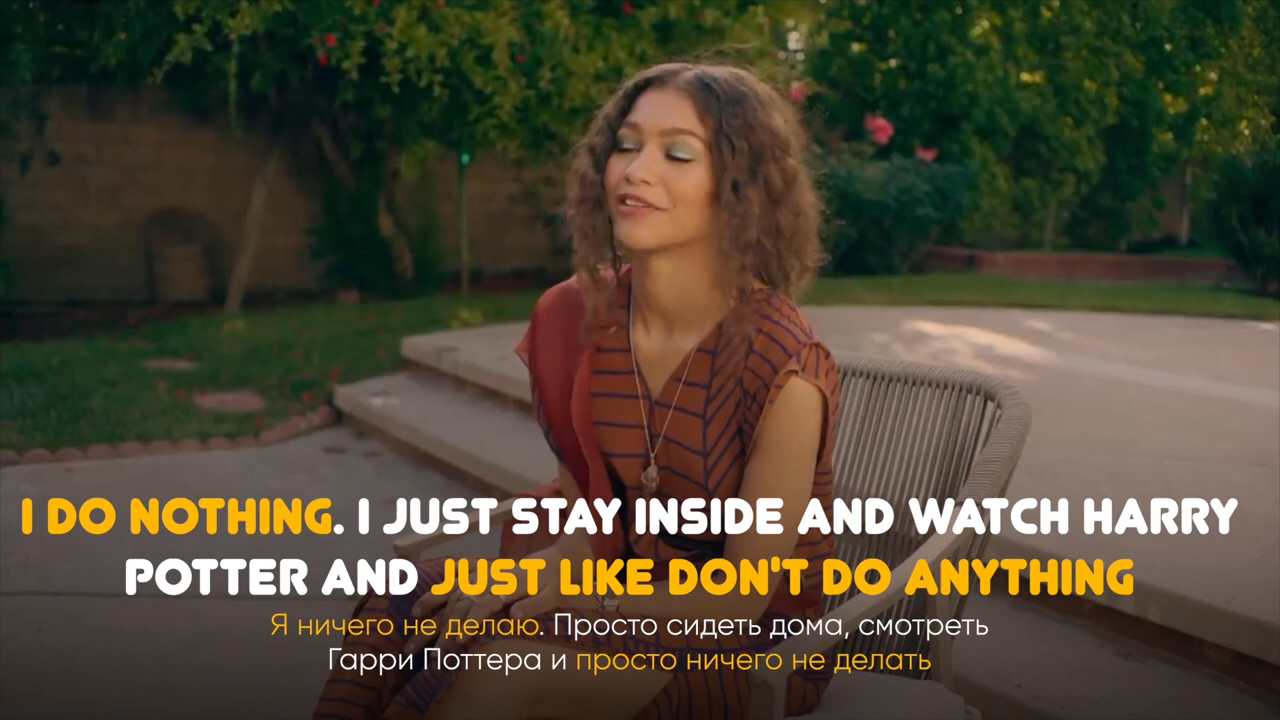 I DO NOTHING. I JUST STAY INSIDE AND WATCH HARRY
POTTER AND JUST LIKE DON'T DO ANYTHING
Я ничего не делаю. Просто сидеть дома, смотреть
Гарри Поттера и просто ничего не делать